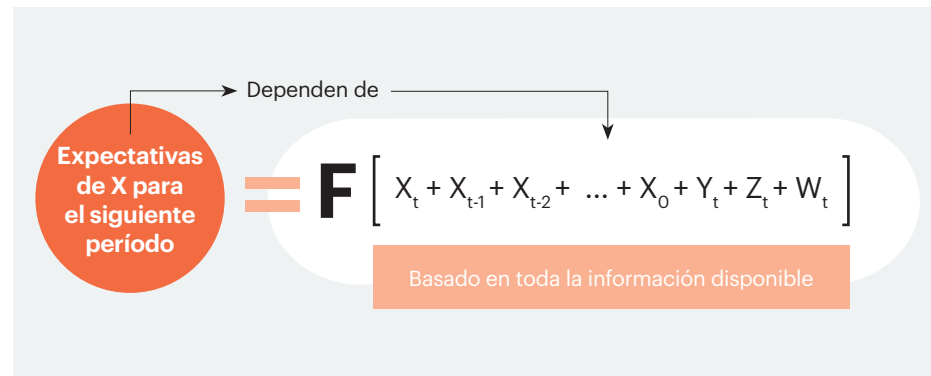 Dependen de
Expectativas
de X para
el siguiente
período
= F [ Xt + Xt-1 + Xt-2 + ... + X0 + Yt + Zt + Wt ]
Basado en toda la información disponible